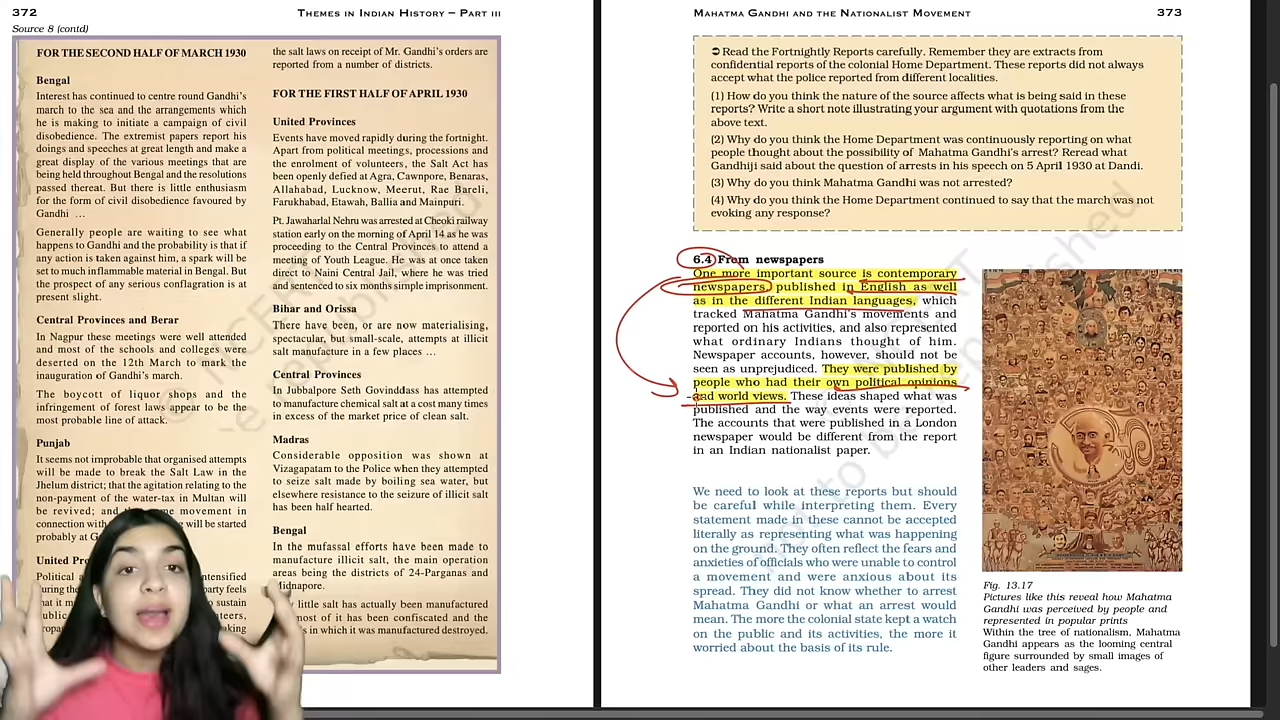 372
THEMES IN INDIAN HISTORY – PART III
Source 8 (contd)
FOR THE SECOND HALF OF MARCH 1930
Bengal
Interest has continued to centre round Gandhi's
march to the sea and the arrangements which
he is making to initiate a campaign of civil
disobedience. The extremist papers report his
doings and speeches at great length and make a
great display of the various meetings that are
being held throughout Bengal and the resolutions
passed thereat. But there is little enthusiasm
for the form of civil disobedience favoured by
Gandhi ...
Generally people are waiting to see what
happens to Gandhi and the probability is that if
any action is taken against him, a spark will be
set to much inflammable material in Bengal. But
the prospect of any serious conflagration is at
present slight.
Central Provinces and Berar
In Nagpur these meetings were well attended
and most of the schools and colleges were
deserted on the 12th March to mark the
inauguration of Gandhi's march.
The boycott of liquor shops and the
infringement of forest laws appear to be the
most probable line of attack.
Punjab
It seems not improbable that organised attempts
will be made to break the Salt Law in the
Jhelum district; that the agitation relating to the
non-payment of the water-tax in Multan will
be revived; and movement in
connection with will be started
probably at
United
Political
during the party feels
to sustain
the salt laws on receipt of Mr. Gandhi's orders are
reported from a number of districts.
FOR THE FIRST HALF OF APRIL 1930
United Provinces
Events have moved rapidly during the fortnight.
Apart from political meetings, processions and
the enrolment of volunteers, the Salt Act has
been openly defied at Agra, Cawnpore, Benaras,
Allahabad, Lucknow, Meerut, Rae Bareli,
Farukhabad, Etawah, Ballia and Mainpuri.
Pt. Jawaharlal Nehru was arrested at Cheoki railway
station early on the morning of April 14 as he was
proceeding to the Central Provinces to attend a
meeting of Youth League. He was at once taken
direct to Naini Central Jail, where he was tried
and sentenced to six months simple imprisonment.
Bihar and Orissa
There have been, or are now materialising,
spectacular, but small-scale, attempts at illicit
salt manufacture in a few places ...
Central Provinces
In Jubbalpore Seth Govinddass has attempted
to manufacture chemical salt at a cost many times
in excess of the market price of clean salt.
Madras
Considerable opposition was shown at
Vizagapatam to the Police when they attempted
to seize salt made by boiling sea water, but
elsewhere resistance to the seizure of illicit salt
has been half hearted.
Bengal
In the mufassal efforts have been made to
manufacture illicit salt, the main operation
areas being the districts of 24-Parganas and
little salt has actually been manufactured
most of it has been confiscated and the
in which it was manufactured destroyed.
MAHATMA GANDHI AND THE NATIONALIST MOVEMENT
373
➲ Read the Fortnightly Reports carefully. Remember they are extracts from
confidential reports of the colonial Home Department. These reports did not always
accept what the police reported from different localities.
(1) How do you think the nature of the source affects what is being said in these
reports? Write a short note illustrating your argument with quotations from the
above text.
(2) Why do you think the Home Department was continuously reporting on what
people thought about the possibility of Mahatma Gandhi's arrest? Reread what
Gandhiji said about the question of arrests in his speech on 5 April 1930 at Dandi.
(3) Why do you think Mahatma Gandhi was not arrested?
(4) Why do you think the Home Department continued to say that the march was not
evoking any response?
6.4 From newspapers
One more important source is contemporary
newspapers, published in English as well
as in the different Indian languages, which
tracked Mahatma Gandhi's movements and
reported on his activities, and also represented
what ordinary Indians thought of him.
Newspaper accounts, however, should not be
seen as unprejudiced. They were published by
people who had their own political opinions
and world views. These ideas shaped what was
published and the way events were reported.
The accounts that were published in a London
newspaper would be different from the report
in an Indian nationalist paper.
We need to look at these reports but should
be careful while interpreting them. Every
statement made in these cannot be accepted
literally as representing what was happening
on the ground. They often reflect the fears and
anxieties of officials who were unable to control
a movement and were anxious about its
spread. They did not know whether to arrest
Mahatma Gandhi or what an arrest would
mean. The more the colonial state kept a watch
on the public and its activities, the more it
worried about the basis of its rule.
Fig. 13.17
Pictures like this reveal how Mahatma
Gandhi was perceived by people and
represented in popular prints
Within the tree of nationalism, Mahatma
Gandhi appears as the looming central
figure surrounded by small images of
other leaders and sages.